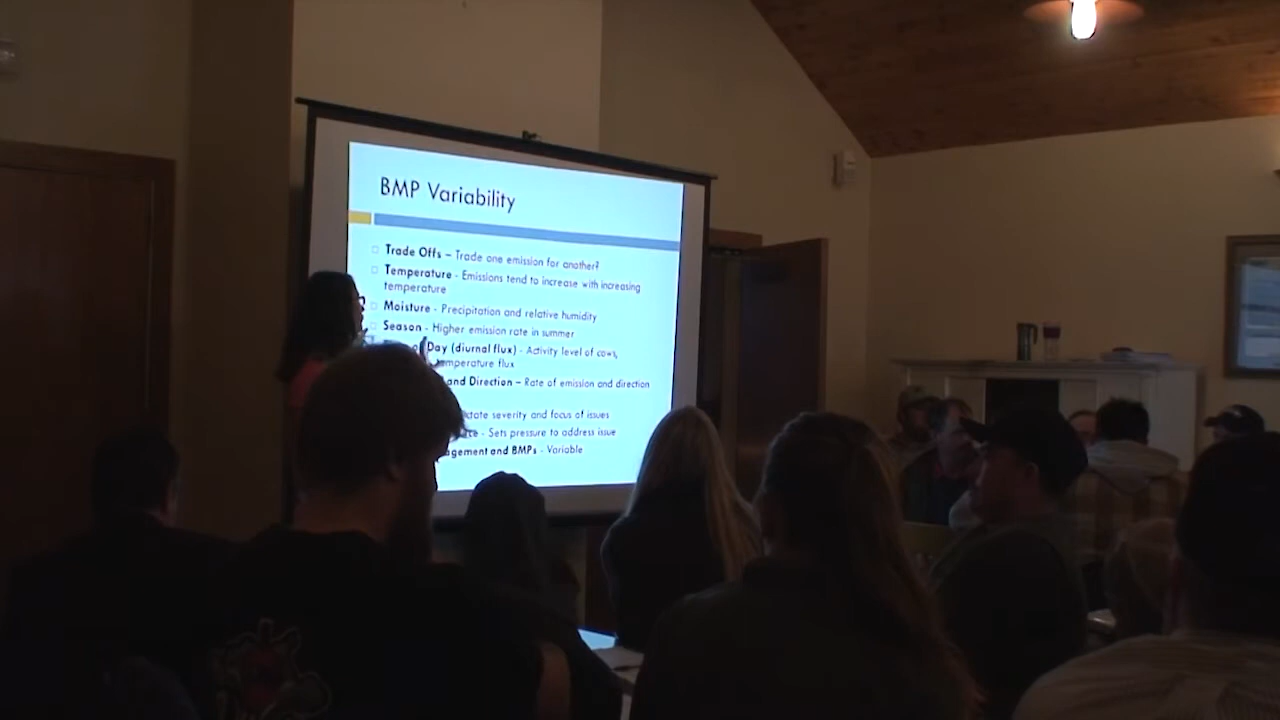 BMP Variability
Trade Offs – Trade one emission for another?
Temperature - Emissions tend to increase with increasing
temperature
Moisture - Precipitation and relative humidity
Season - Higher emission rate in summer
Day (diurnal flux) - Activity level of cows,
flux
and Direction – Rate of emission and direction
severity and focus of issues
- Sets pressure to address issue
and BMPs - Variable